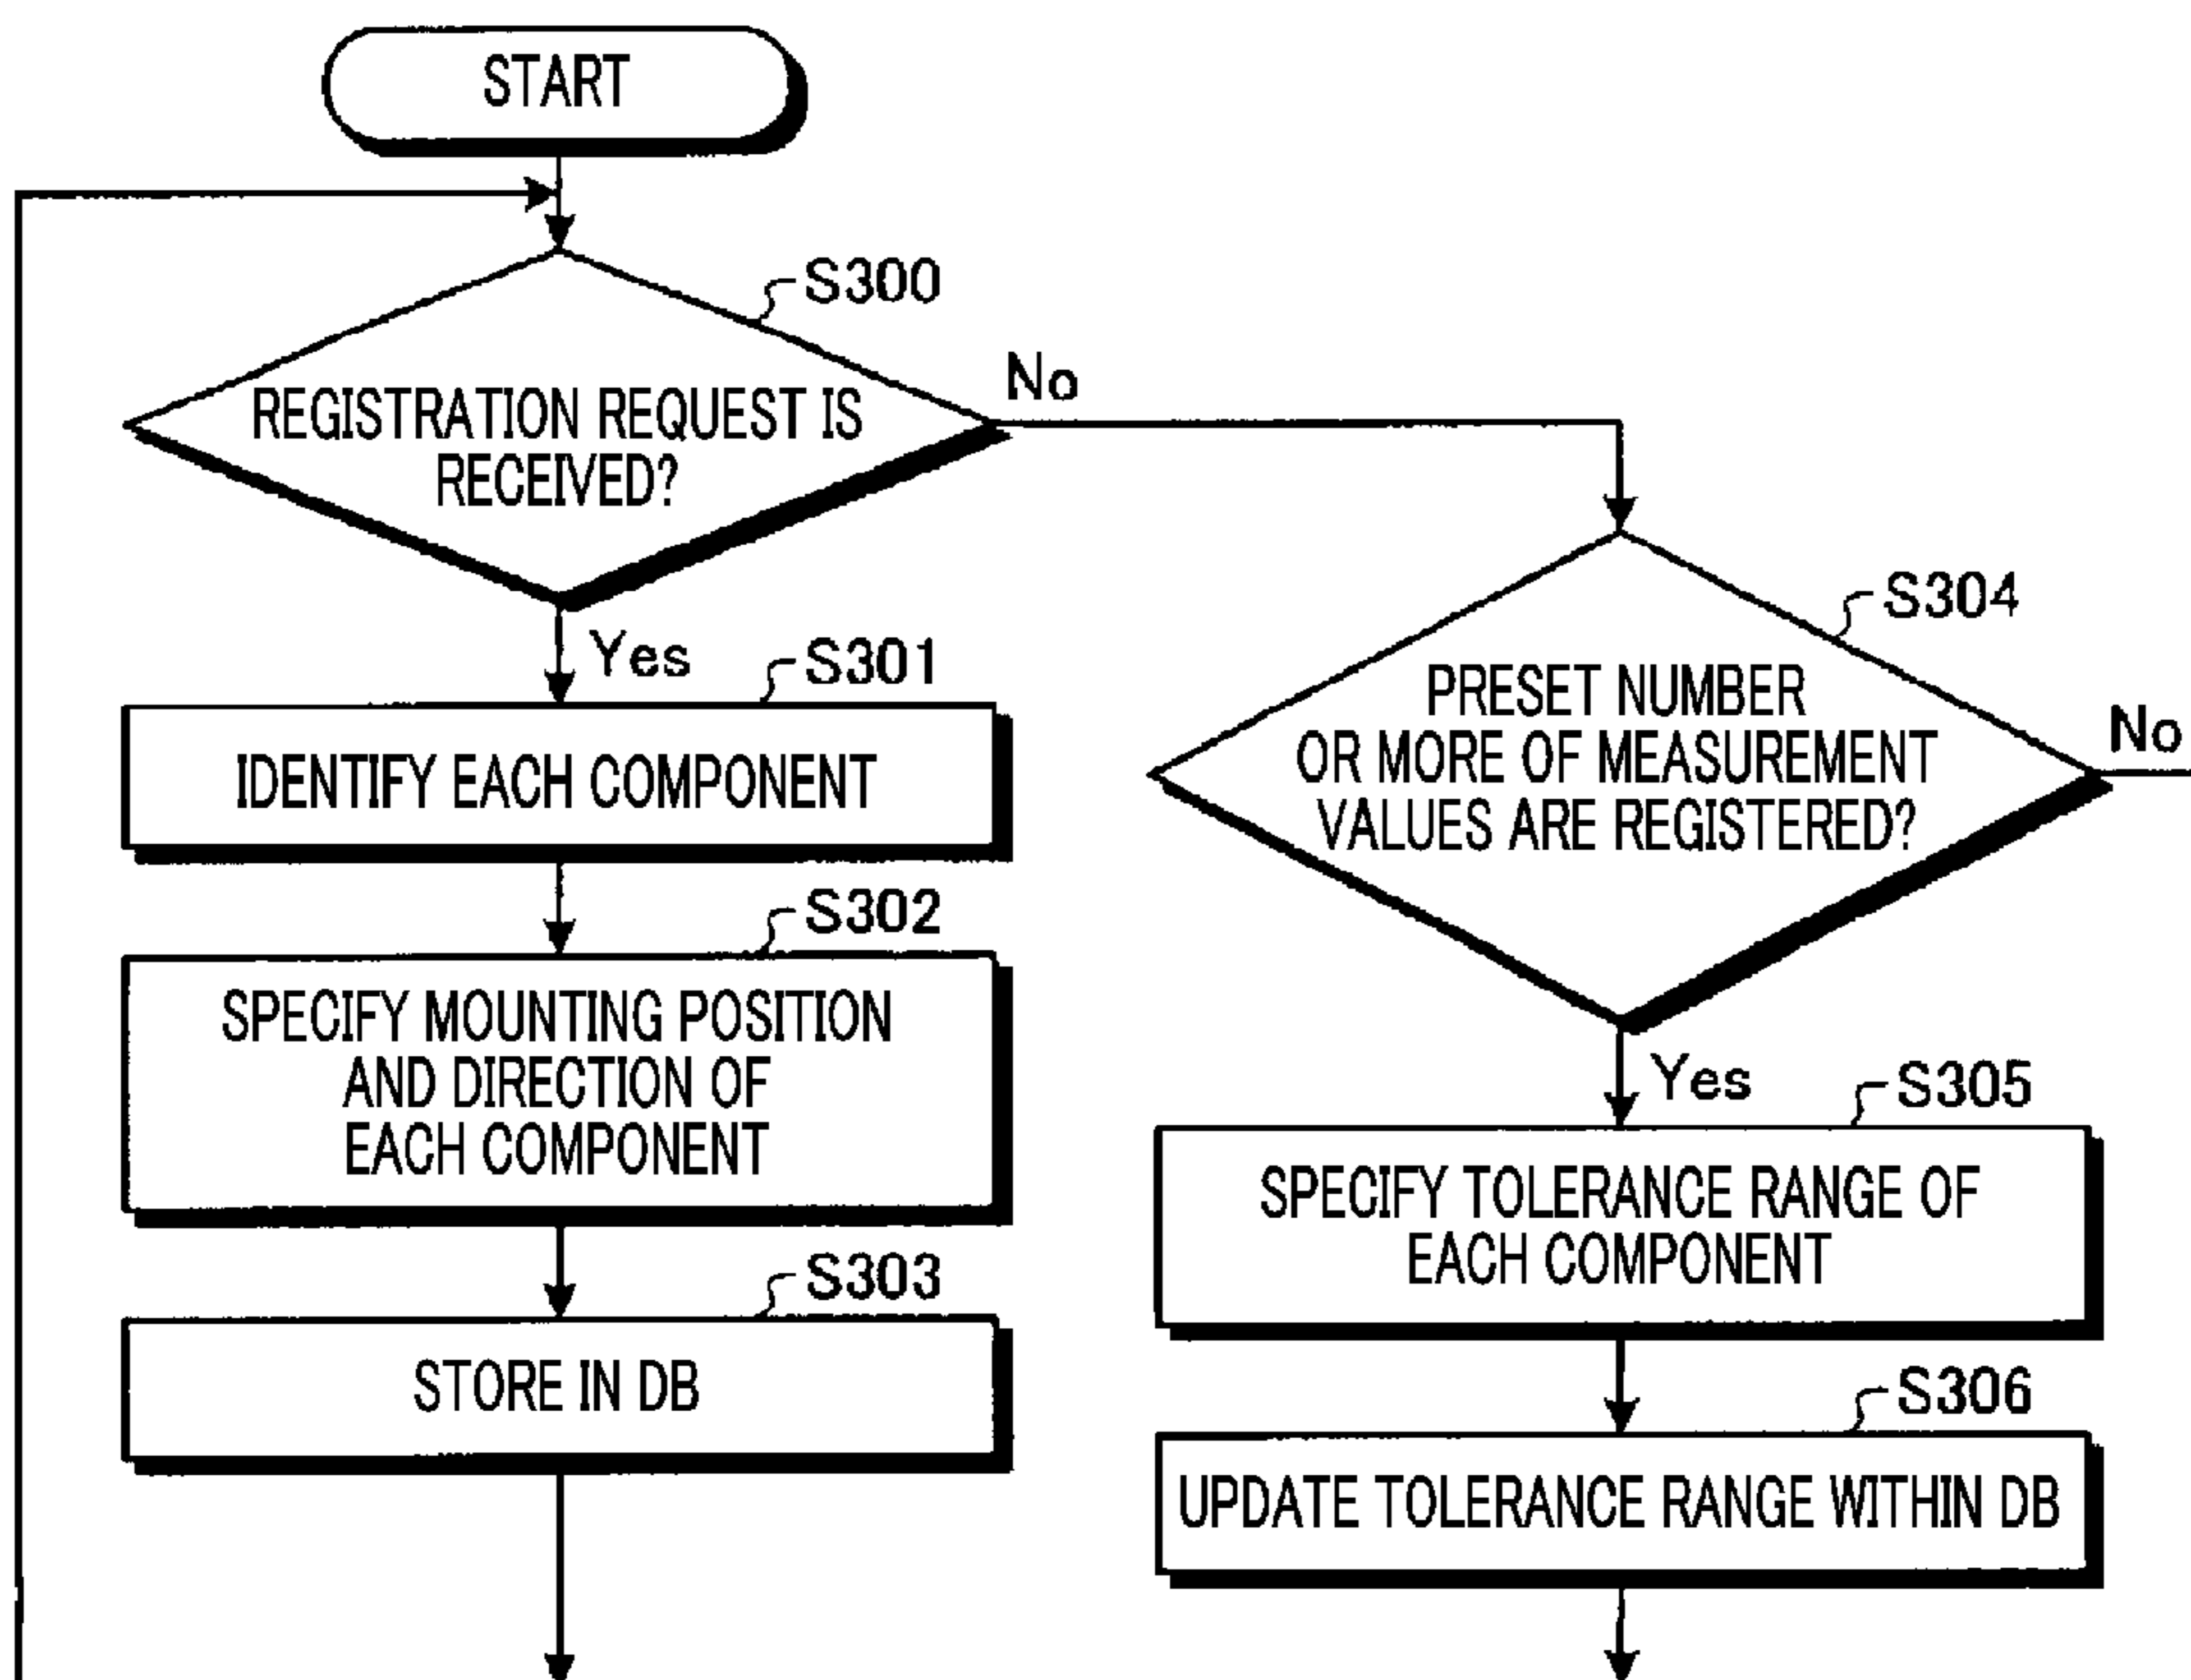 START
S300
No
REGISTRATION REQUEST IS
RECEIVED?
Yes
S301
IDENTIFY EACH COMPONENT
S302
SPECIFY MOUNTING POSITION
AND DIRECTION OF
EACH COMPONENT
S303
STORE IN DB
S304
PRESET NUMBER
OR MORE OF MEASUREMENT
VALUES ARE REGISTERED?
No
Yes
S305
SPECIFY TOLERANCE RANGE OF
EACH COMPONENT
S306
UPDATE TOLERANCE RANGE WITHIN DB